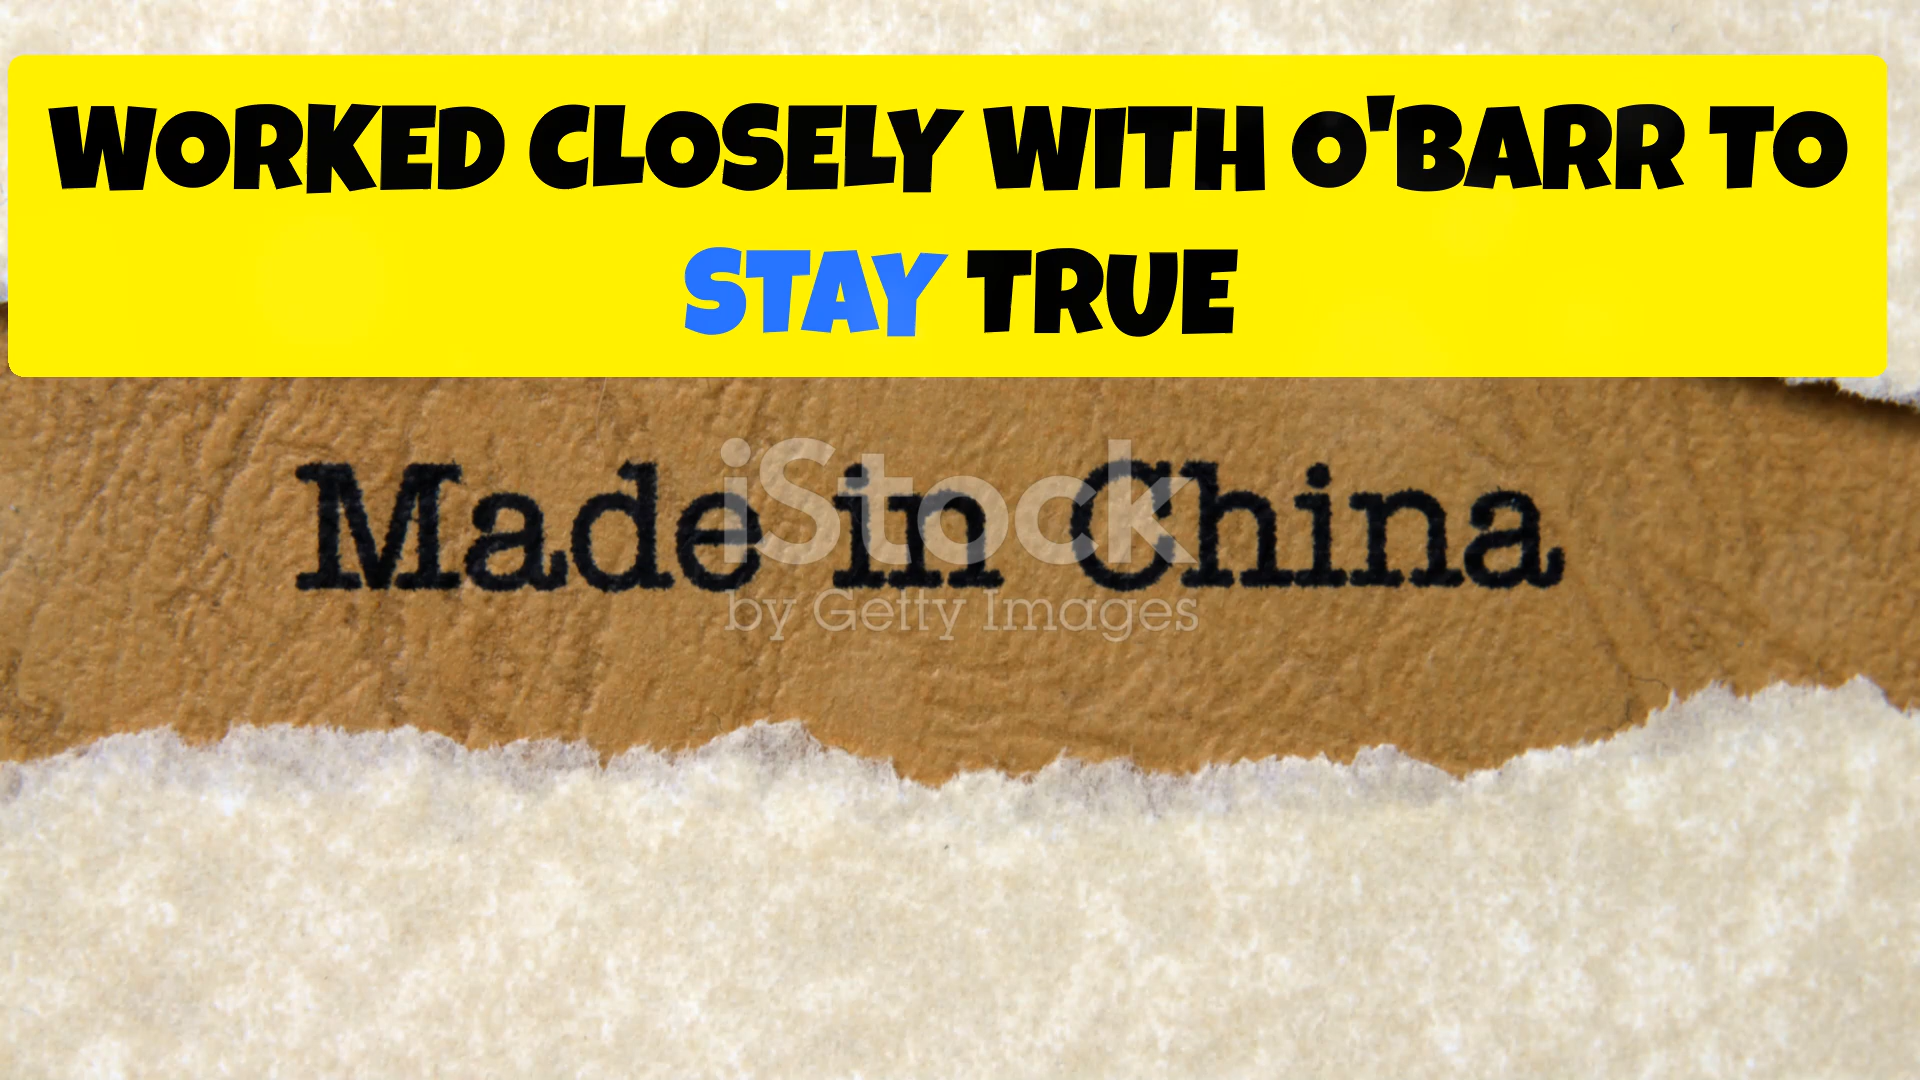 WORKED CLOSELY WITH O'BARR TO
STAY TRUE
Made in China
iStock
by Getty Images